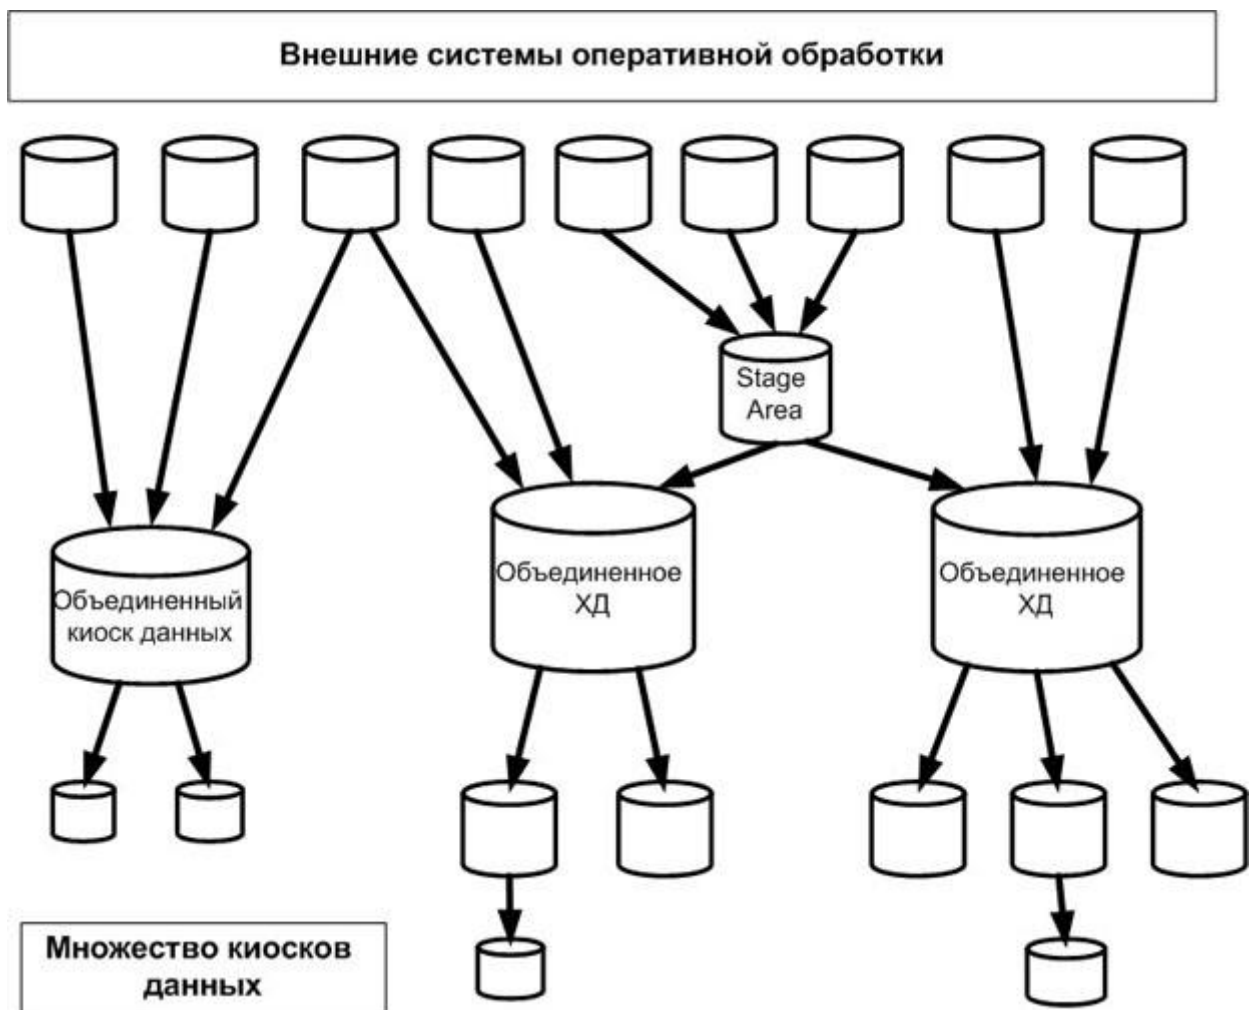 Внешние системы оперативной обработки
Stage
Area
Объединенный
киоск данных
Объединенное
ХД
Объединенное
ХД
Множество киосков
данных